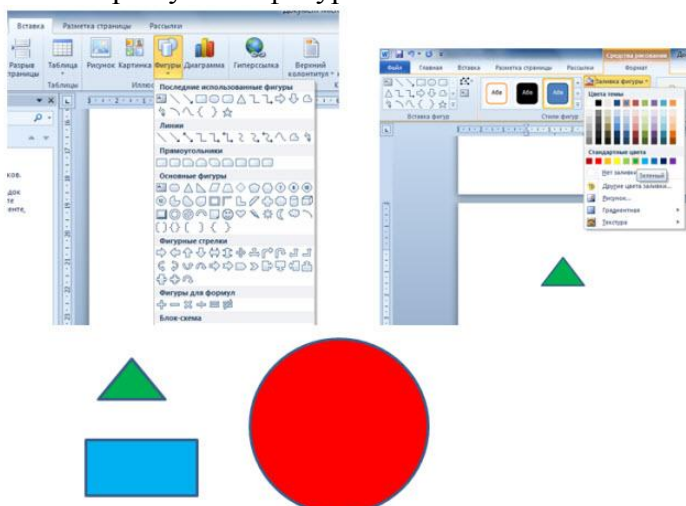 Вставка Разметка страницы Рассылки
Разрыв страницы
Таблица
Рисунок
Картинка
Фигуры
Диаграмма
Гиперссылка
Верхний колонтитул
Таблицы
Последние использованные фигуры
Линии
Прямоугольники
Основные фигуры
Фигурные стрелки
Фигуры для формул
Блок-схема
Файл Главная Вставка Разметка страницы Рассылки Формат
Средства рисования
Абв Абв Абв
Вставка фигур
Стили фигур
Заливка фигуры
Цвета темы
Стандартные цвета
Нет заливки
Зеленый
Другие цвета заливки...
Рисунок...
Градиентная
Текстура